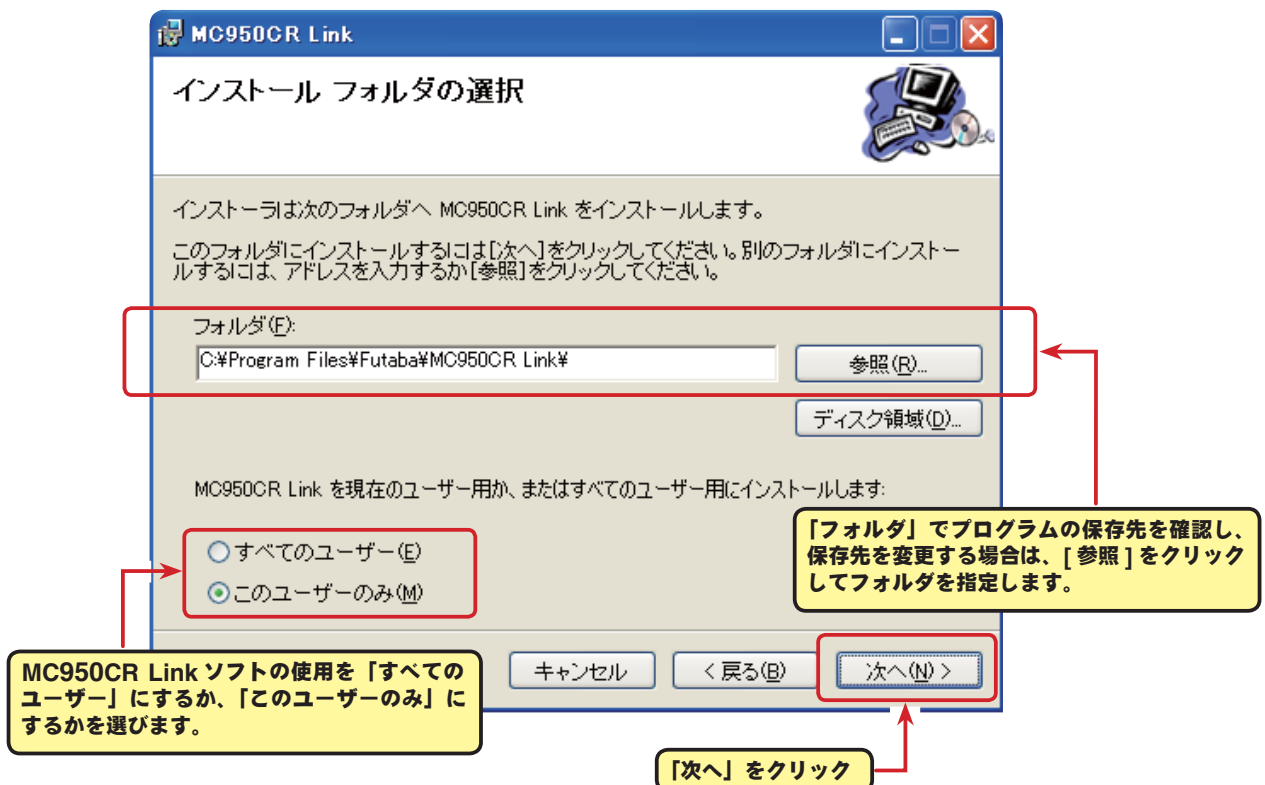 MC950CR Link
インストール フォルダの選択
インストーラは次のフォルダへ MC950CR Link をインストールします。
このフォルダにインストールするには[次へ]をクリックしてください。別のフォルダにインストー
ルするには、アドレスを入力するか[参照]をクリックしてください。
フォルダ(F):
C:¥Program Files¥Futaba¥MC950CR Link¥
参照(R)...
ディスク領域(D)...
MC950CR Link を現在のユーザー用か、またはすべてのユーザー用にインストールします:
すべてのユーザー(E)
このユーザーのみ(M)
「フォルダ」でプログラムの保存先を確認し、
保存先を変更する場合は、[ 参照 ] をクリック
してフォルダを指定します。
MC950CR Link ソフトの使用を「すべての
ユーザー」にするか、「このユーザーのみ」に
するかを選びます。
キャンセル
< 戻る(B)
次へ(N) >
「次へ」をクリック